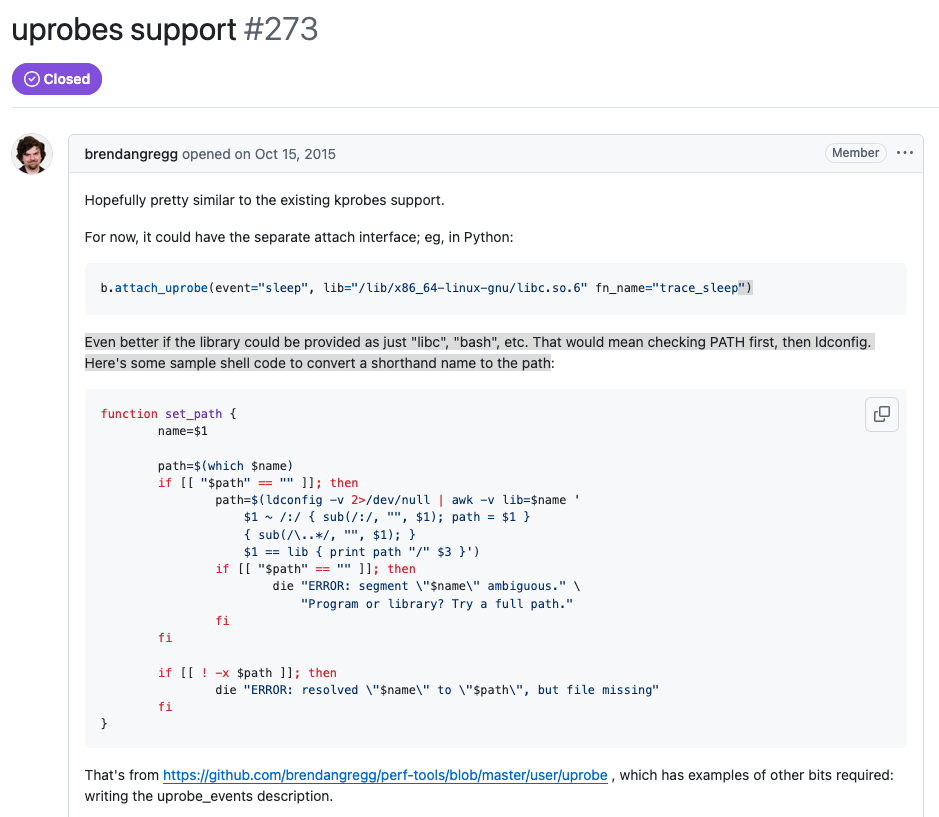 uprobes support #273
Closed
brendangregg opened on Oct 15, 2015
Member
Hopefully pretty similar to the existing kprobes support.
For now, it could have the separate attach interface; eg, in Python:
b.attach_uprobe(event="sleep", lib="/lib/x86_64-linux-gnu/libc.so.6" fn_name="trace_sleep")
Even better if the library could be provided as just "libc", "bash", etc. That would mean checking PATH first, then ldconfig.
Here's some sample shell code to convert a shorthand name to the path:
function set_path {
        name=$1
        path=$(which $name)
        if [[ "$path" == "" ]]; then
                path=$(ldconfig -v 2>/dev/null | awk -v lib=$name '
                    $1 ~ /:/ { sub(/:/, "", $1); path = $1 }
                    { sub(/\..*/, "", $1); }
                    $1 == lib { print path "/" $3 }')
                if [[ "$path" == "" ]]; then
                        die "ERROR: segment \"$name\" ambiguous." \
                            "Program or library? Try a full path."
                fi
        fi
        if [[ ! -x $path ]]; then
                die "ERROR: resolved \"$name\" to \"$path\", but file missing"
        fi
}
That's from https://github.com/brendangregg/perf-tools/blob/master/user/uprobe , which has examples of other bits required:
writing the uprobe_events description.